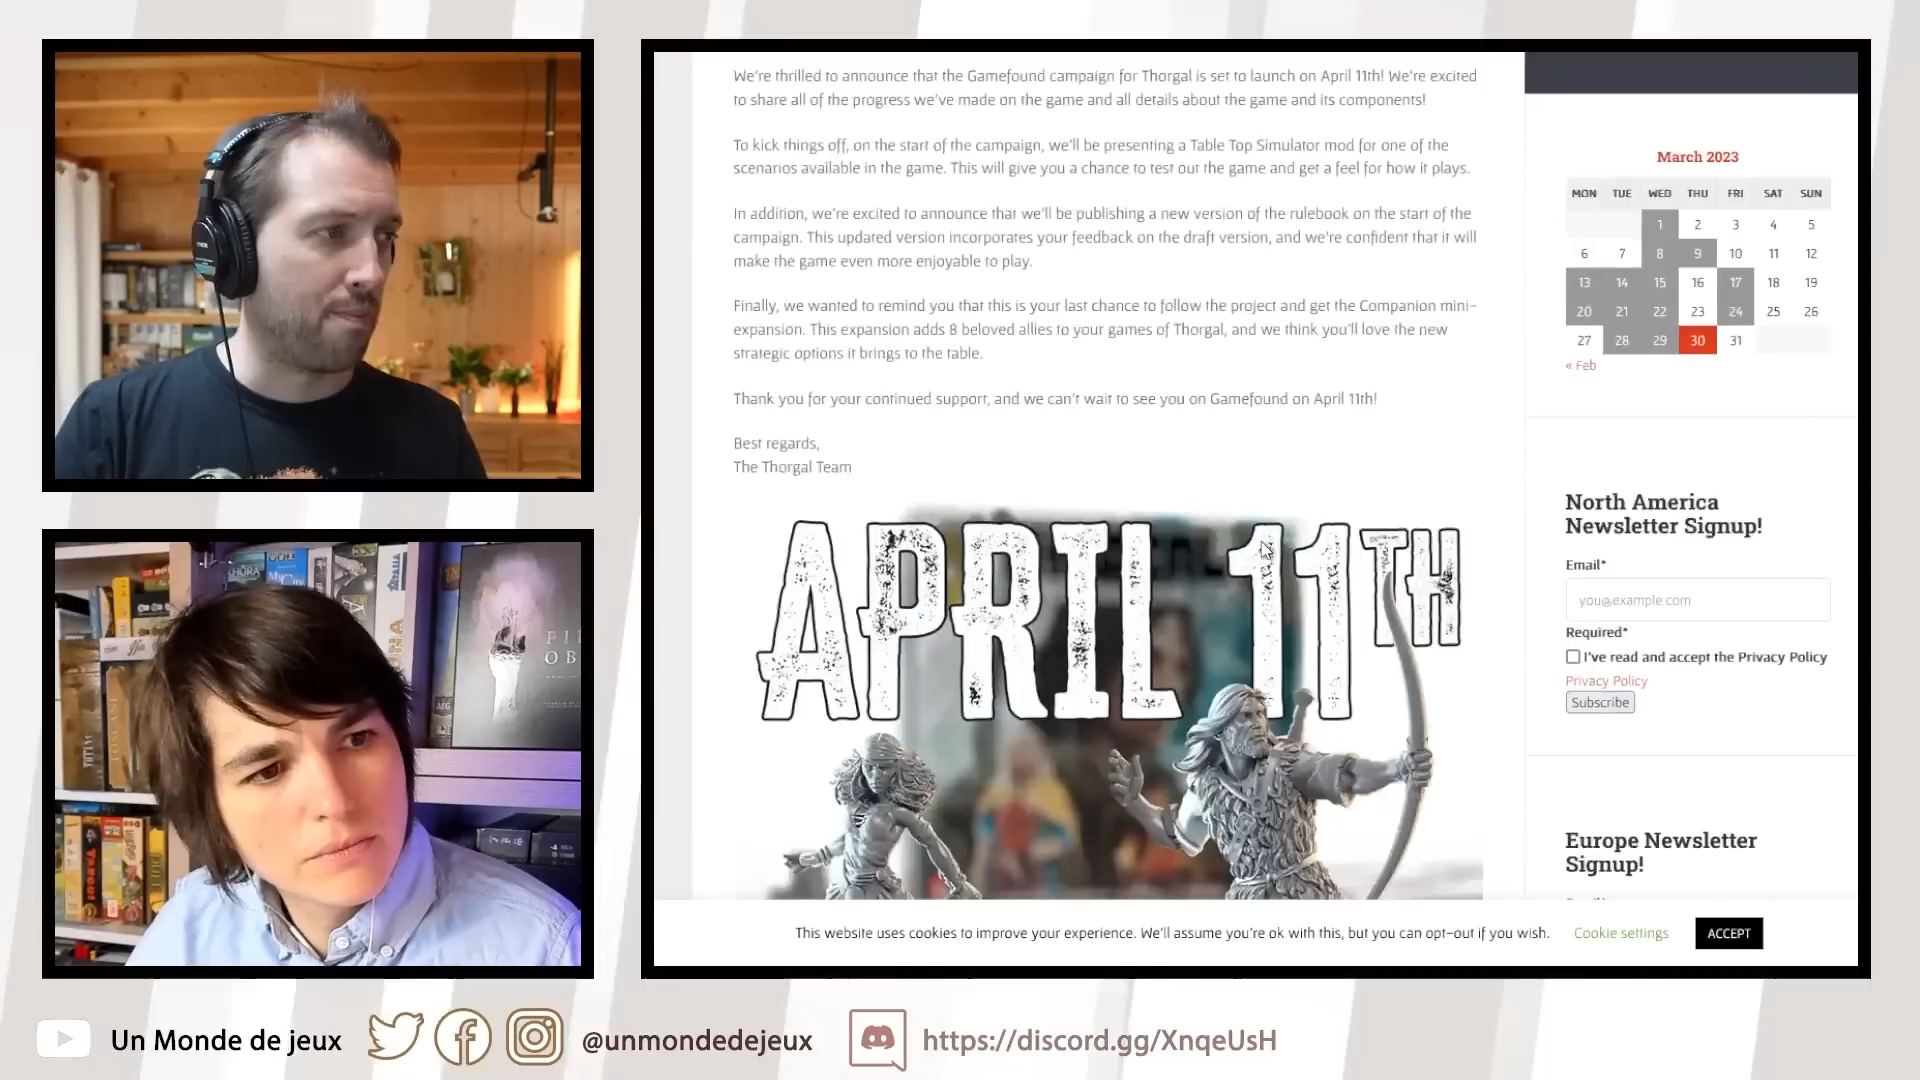 We're thrilled to announce that the Gamefound campaign for Thorgal is set to launch on April 11th! We're excited
to share all of the progress we've made on the game and all details about the game and its components!
To kick things off, on the start of the campaign, we'll be presenting a Table Top Simulator mod for one of the
scenarios available in the game. This will give you a chance to test out the game and get a feel for how it plays.
In addition, we're excited to announce that we'll be publishing a new version of the rulebook on the start of the
campaign. This updated version incorporates your feedback on the draft version, and we're confident that it will
make the game even more enjoyable to play.
Finally, we wanted to remind you that this is your last chance to follow the project and get the Companion mini-
expansion. This expansion adds 8 beloved allies to your games of Thorgal, and we think you'll love the new
strategic options it brings to the table.
Thank you for your continued support, and we can't wait to see you on Gamefound on April 11th!
Best regards,
The Thorgal Team
APRIL 11TH
March 2023
MON TUE WED THU FRI SAT SUN
1 2 3 4 5
6 7 8 9 10 11 12
13 14 15 16 17 18 19
20 21 22 23 24 25 26
27 28 29 30 31
« Feb
North America
Newsletter Signup!
Email*
you@example.com
Required*
I've read and accept the Privacy Policy
Privacy Policy
Subscribe
Europe Newsletter
Signup!
This website uses cookies to improve your experience. We'll assume you're ok with this, but you can opt-out if you wish.
Cookie settings
ACCEPT
KHÔRA
MyCity
AEG
Un Monde de jeux
@unmondedejeux
https://discord.gg/XnqeUsH